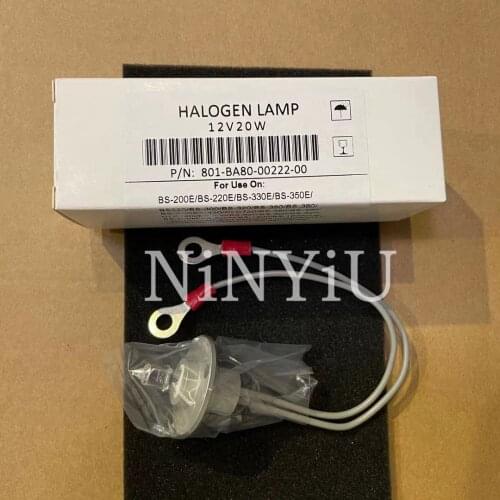 HALOGEN LAMP
12V20W
P/N: 801-BA80-00222-00
For Use On:
BS-200E/BS-220E/BS-330E/BS-350E/
NiNYiU